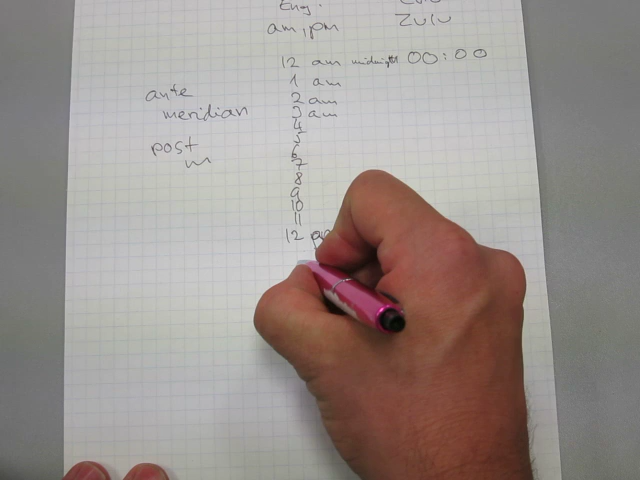 Eng.
am, pm Zulu
12 am midnight 00:00
1 am
2 am
3 am
4
5
6
7
8
9
10
11
12
ante
meridian
post
m